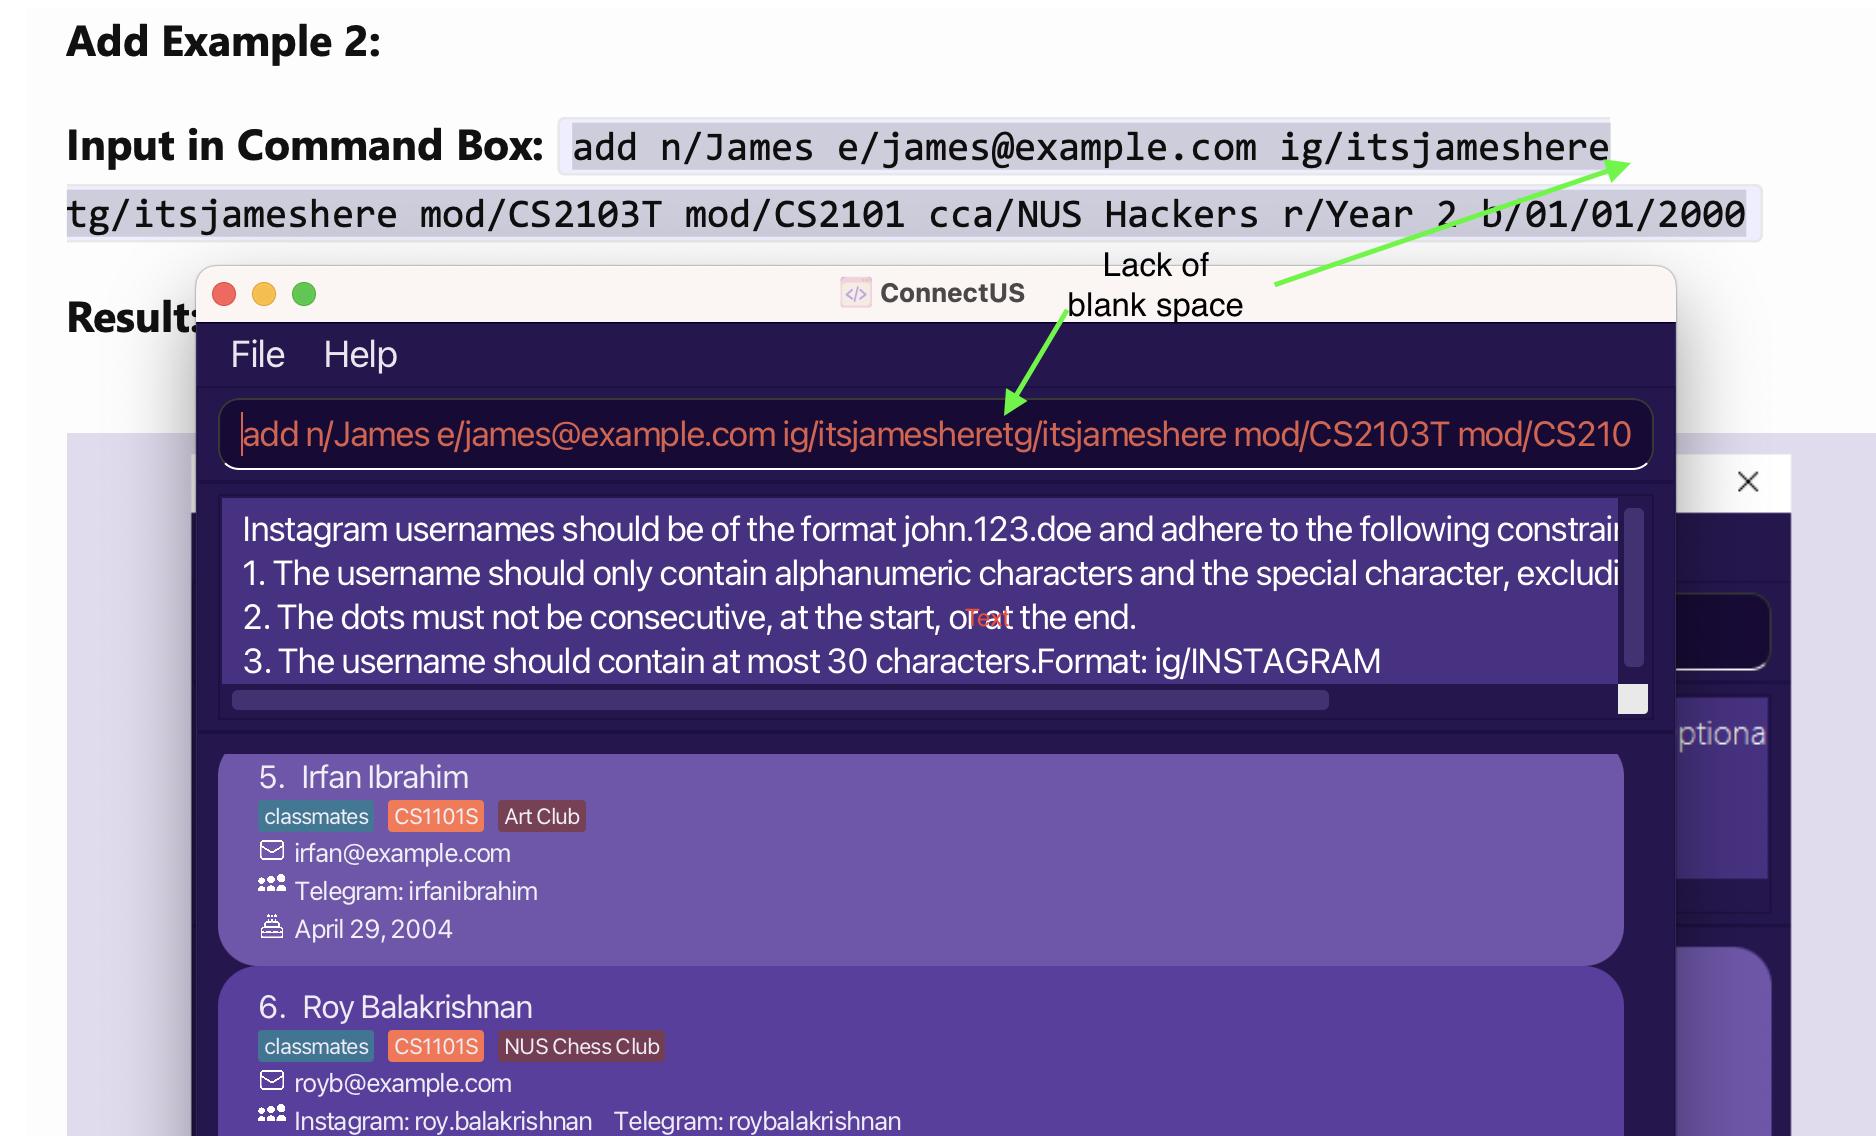 Add Example 2:
Input in Command Box: add n/James e/james@example.com ig/itsjameshere
tg/itsjameshere mod/CS2103T mod/CS2101 cca/NUS Hackers r/Year 2 b/01/01/2000
Lack of
blank space
Result:
ConnectUS
File Help
add n/James e/james@example.com ig/itsjamesheretg/itsjameshere mod/CS2103T mod/CS210
Instagram usernames should be of the format john.123.doe and adhere to the following constrain
1. The username should only contain alphanumeric characters and the special character, excludi
2. The dots must not be consecutive, at the start, or at the end.
Text
3. The username should contain at most 30 characters.Format: ig/INSTAGRAM
ptiona
5. Irfan Ibrahim
classmates CS1101S Art Club
irfan@example.com
Telegram: irfanibrahim
April 29, 2004
6. Roy Balakrishnan
classmates CS1101S NUS Chess Club
royb@example.com
Instagram: roy.balakrishnan Telegram: roybalakrishnan